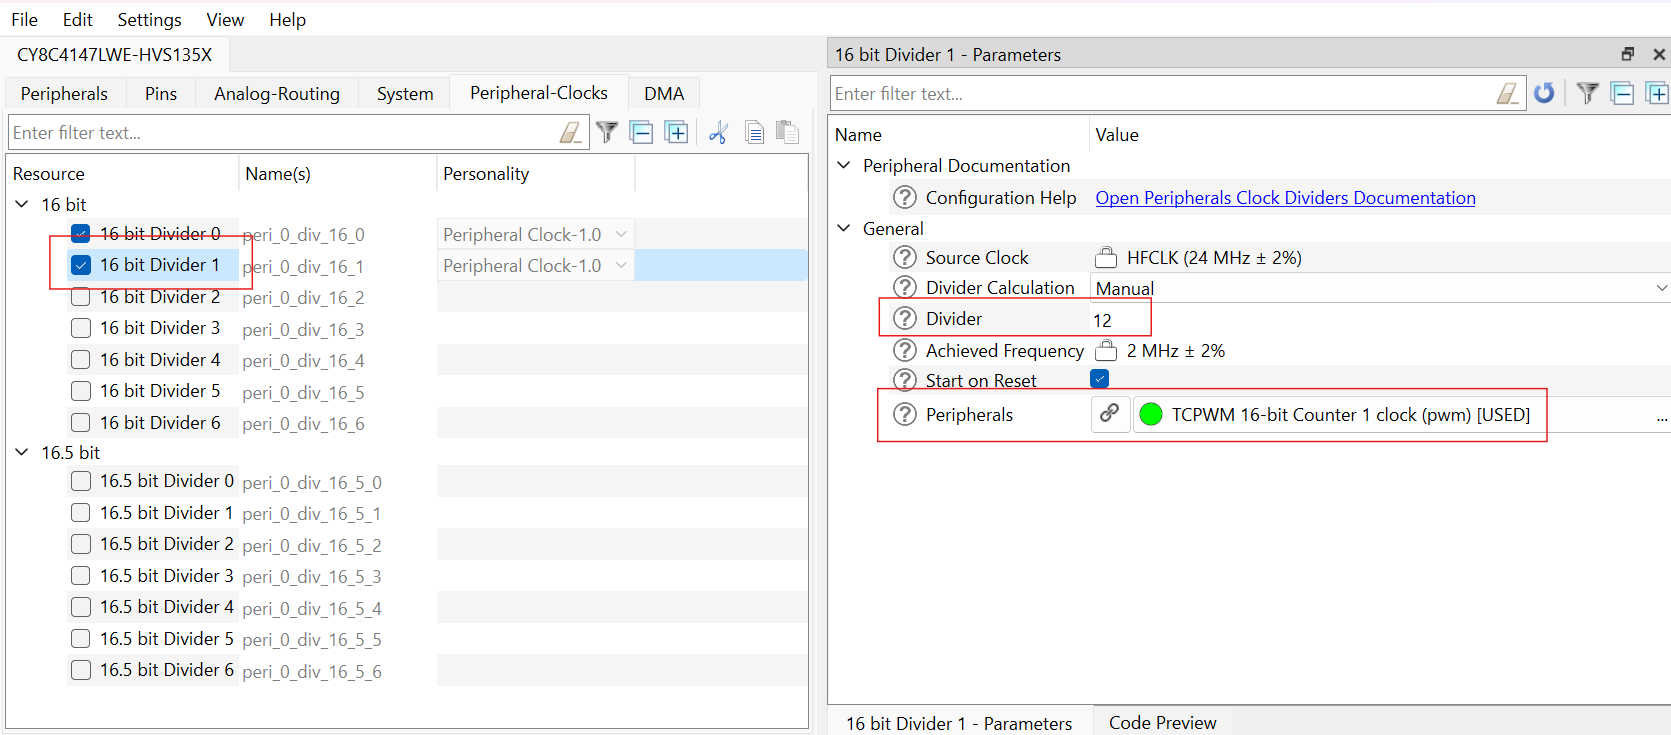 File Edit Settings View Help
CY8C4147LWE-HVS135X
Peripherals Pins Analog-Routing System Peripheral-Clocks DMA
Enter filter text...
Resource Name(s) Personality
16 bit
16 bit Divider 0 peri_0_div_16_0 Peripheral Clock-1.0
16 bit Divider 1 peri_0_div_16_1 Peripheral Clock-1.0
16 bit Divider 2 peri_0_div_16_2
16 bit Divider 3 peri_0_div_16_3
16 bit Divider 4 peri_0_div_16_4
16 bit Divider 5 peri_0_div_16_5
16 bit Divider 6 peri_0_div_16_6
16.5 bit
16.5 bit Divider 0 peri_0_div_16_5_0
16.5 bit Divider 1 peri_0_div_16_5_1
16.5 bit Divider 2 peri_0_div_16_5_2
16.5 bit Divider 3 peri_0_div_16_5_3
16.5 bit Divider 4 peri_0_div_16_5_4
16.5 bit Divider 5 peri_0_div_16_5_5
16.5 bit Divider 6 peri_0_div_16_5_6
16 bit Divider 1 - Parameters
Enter filter text...
Name Value
Peripheral Documentation
Configuration Help Open Peripherals Clock Dividers Documentation
General
Source Clock HFCLK (24 MHz ± 2%)
Divider Calculation Manual
Divider 12
Achieved Frequency 2 MHz ± 2%
Start on Reset
Peripherals TCPWM 16-bit Counter 1 clock (pwm) [USED] ...
16 bit Divider 1 - Parameters Code Preview